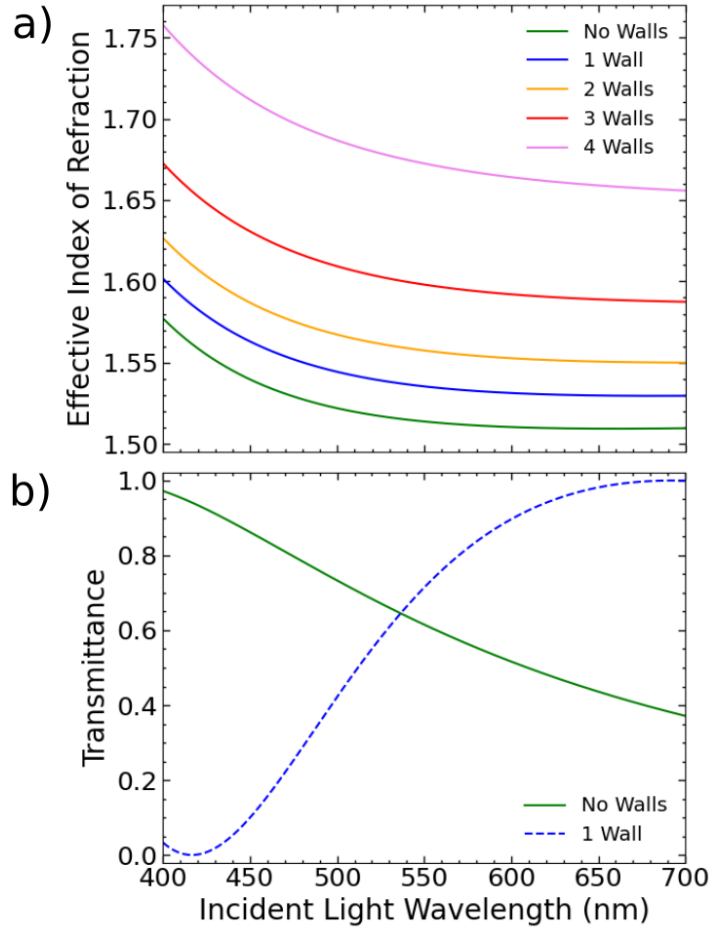 a)
Effective Index of Refraction
1.75
1.70
1.65
1.60
1.55
1.50
No Walls
1 Wall
2 Walls
3 Walls
4 Walls
b)
Transmittance
1.0
0.8
0.6
0.4
0.2
0.0
No Walls
1 Wall
400 450 500 550 600 650 700
Incident Light Wavelength (nm)